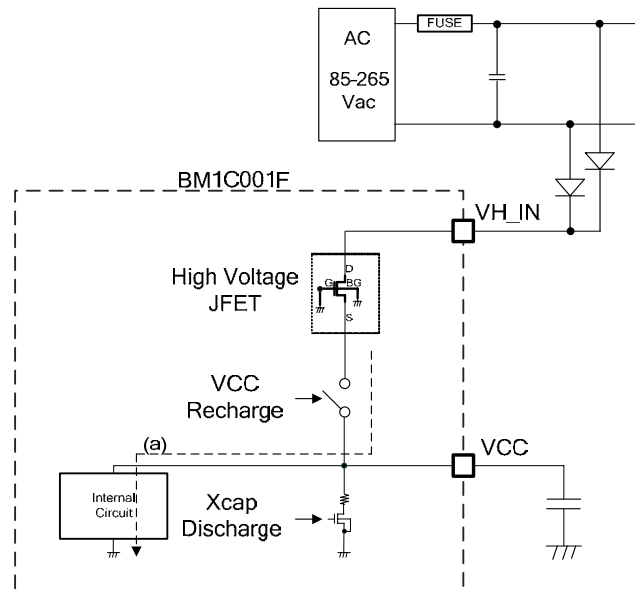 AC
85-265
Vac
FUSE
BM1C001F
VH_IN
High Voltage
JFET
D
G
BG
S
VCC
Recharge
(a)
VCC
Internal
Circuit
Xcap
Discharge